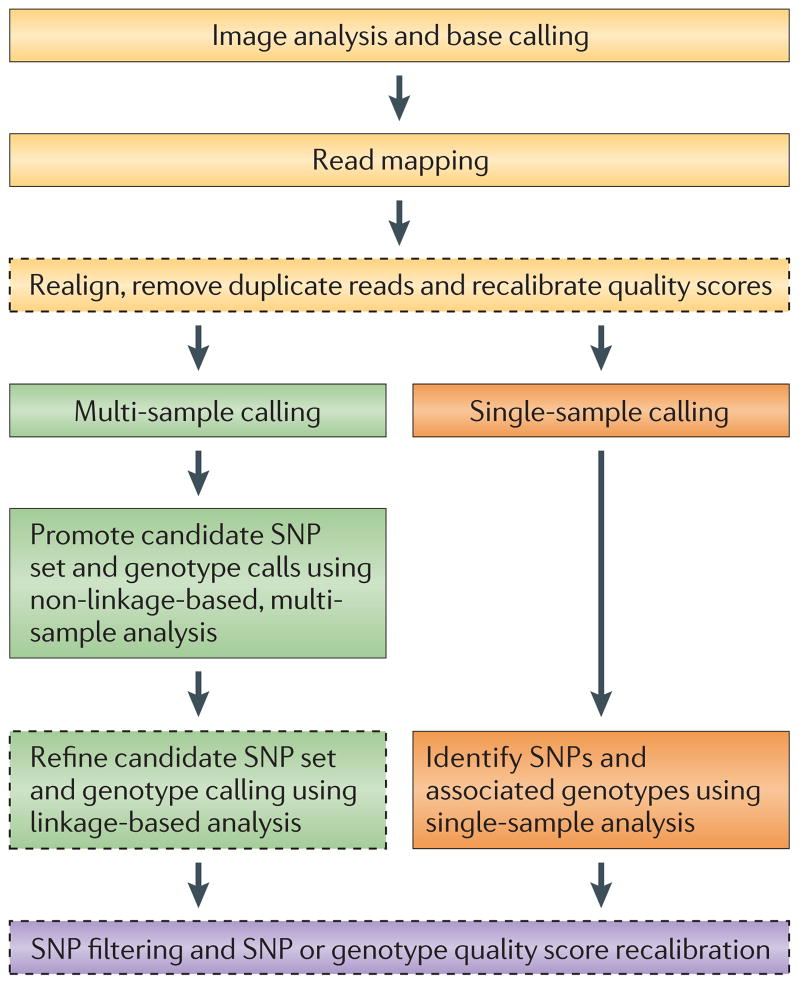 Image analysis and base calling
Read mapping
Realign, remove duplicate reads and recalibrate quality scores
Multi-sample calling
Single-sample calling
Promote candidate SNP
set and genotype calls using
non-linkage-based, multi-
sample analysis
Refine candidate SNP set
and genotype calling using
linkage-based analysis
Identify SNPs and
associated genotypes using
single-sample analysis
SNP filtering and SNP or genotype quality score recalibration